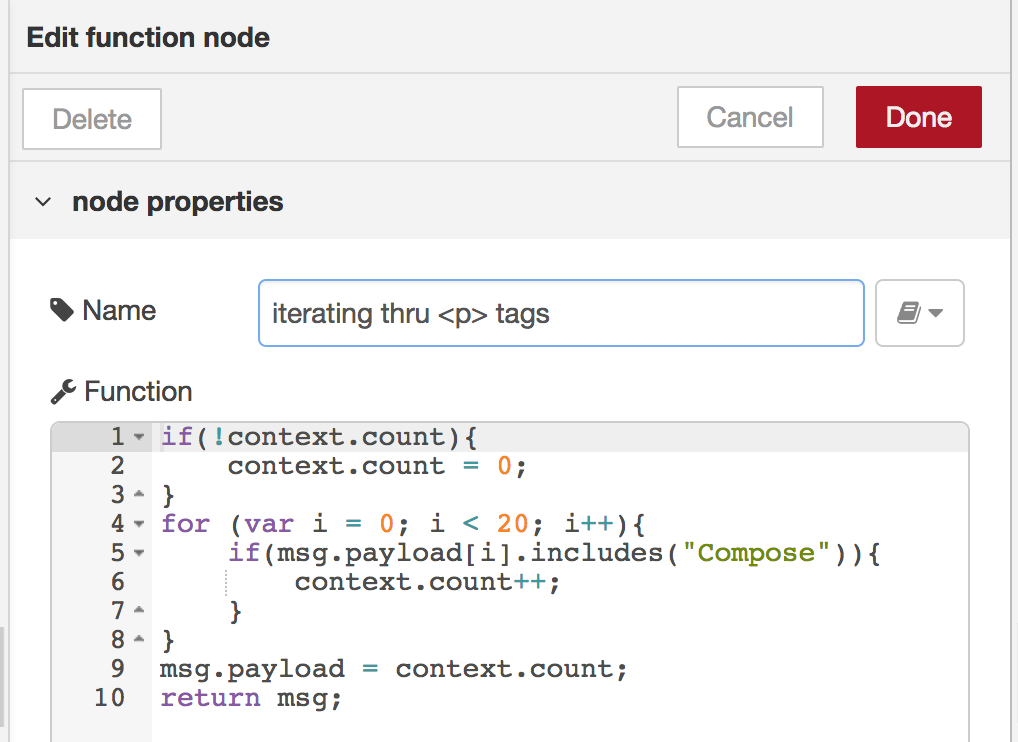 Edit function node
Delete Cancel Done
node properties
Name iterating thru <p> tags
Function
1 if(!context.count){
2     context.count = 0;
3 }
4 for (var i = 0; i < 20; i++){
5     if(msg.payload[i].includes("Compose")){
6         context.count++;
7     }
8 }
9 msg.payload = context.count;
10 return msg;